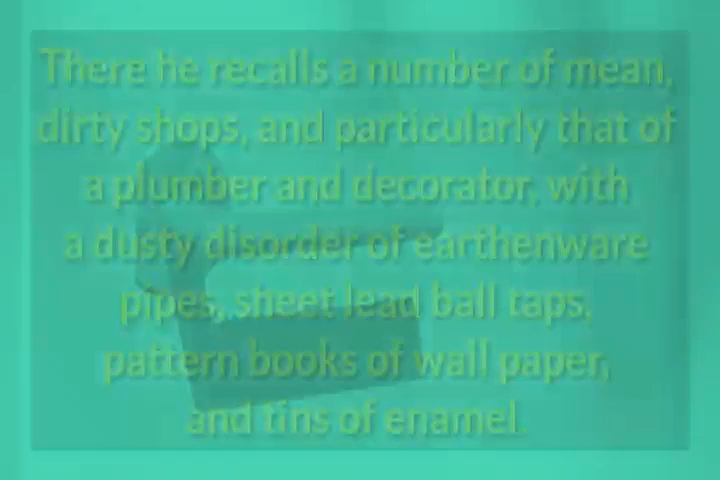 There he recalls a number of mean,
dirty shops, and particularly that of
a plumber and decorator, with
a dusty disorder of earthenware
pipes, sheet lead ball taps,
pattern books of wall paper,
and tins of enamel.